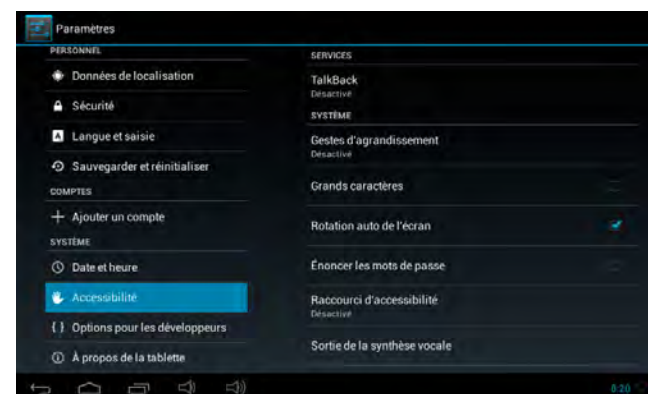 Paramètres
PERSONNEL
Données de localisation
Sécurité
A Langue et saisie
Sauvegarder et réinitialiser
COMPTES
Ajouter un compte
SYSTÈME
Date et heure
Accessibilité
{ } Options pour les développeurs
À propos de la tablette
SERVICES
TalkBack
Désactivé
SYSTÈME
Gestes d'agrandissement
Désactivé
Grands caractères
Rotation auto de l'écran
Énoncer les mots de passe
Raccourci d'accessibilité
Désactivé
Sortie de la synthèse vocale
8:20